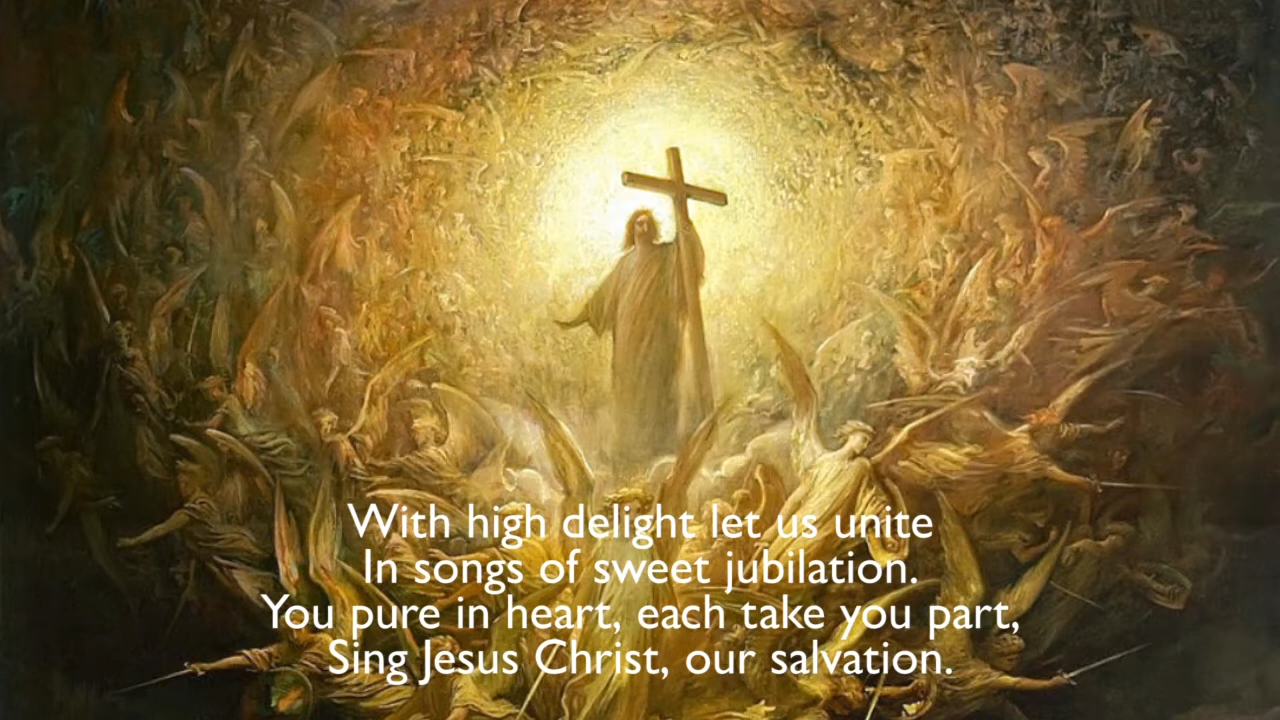 With high delight let us unite
In songs of sweet jubilation.
You pure in heart, each take you part,
Sing Jesus Christ, our salvation.